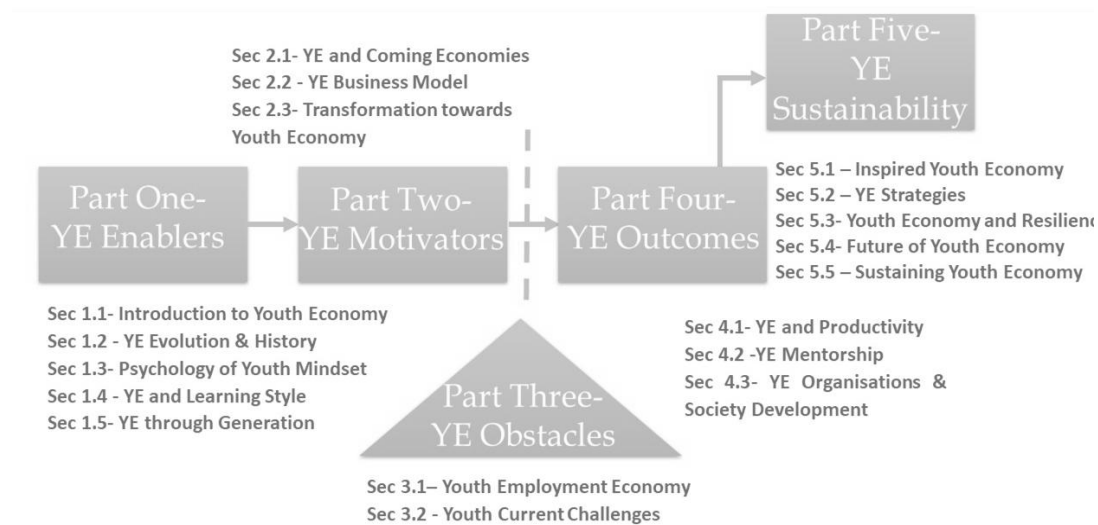 Part Five-
YE
Sustainability
Sec 2.1- YE and Coming Economies
Sec 2.2 - YE Business Model
Sec 2.3- Transformation towards
Youth Economy
Part One-
YE Enablers
Part Two-
YE Motivators
Part Four-
YE Outcomes
Sec 5.1 – Inspired Youth Economy
Sec 5.2 – YE Strategies
Sec 5.3- Youth Economy and Resilienc
Sec 5.4- Future of Youth Economy
Sec 5.5 – Sustaining Youth Economy
Sec 1.1- Introduction to Youth Economy
Sec 1.2 - YE Evolution & History
Sec 1.3- Psychology of Youth Mindset
Sec 1.4 - YE and Learning Style
Sec 1.5- YE through Generation
Part Three-
YE Obstacles
Sec 4.1- YE and Productivity
Sec 4.2 -YE Mentorship
Sec 4.3- YE Organisations &
Society Development
Sec 3.1– Youth Employment Economy
Sec 3.2 - Youth Current Challenges